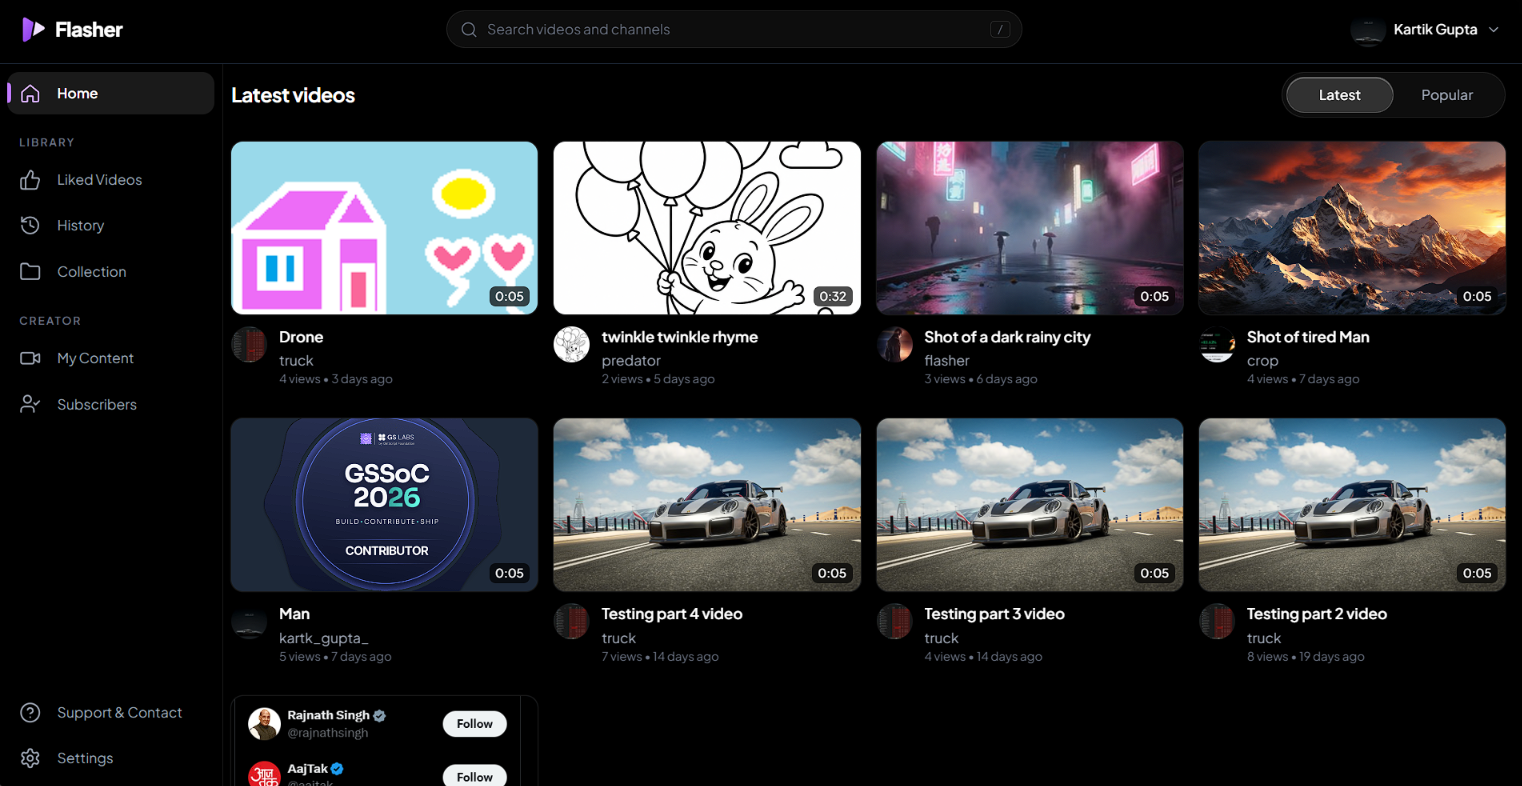 Flasher
Search videos and channels
/
Kartik Gupta
Home
LIBRARY
Liked Videos
History
Collection
CREATOR
My Content
Subscribers
Support & Contact
Settings
Latest videos
Latest
Popular
0:05
Drone
truck
4 views • 3 days ago
0:32
twinkle twinkle rhyme
predator
2 views • 5 days ago
0:05
Shot of a dark rainy city
flasher
3 views • 6 days ago
0:05
Shot of tired Man
crop
4 views • 7 days ago
GS LABS
GSSoC
2026
BUILD • CONTRIBUTE • SHIP
CONTRIBUTOR
0:05
Man
kartk_gupta_
5 views • 7 days ago
0:05
Testing part 4 video
truck
7 views • 14 days ago
0:05
Testing part 3 video
truck
4 views • 14 days ago
0:05
Testing part 2 video
truck
8 views • 19 days ago
Rajnath Singh
@rajnathsingh
Follow
आज
तक
AajTak
@aajtak
Follow